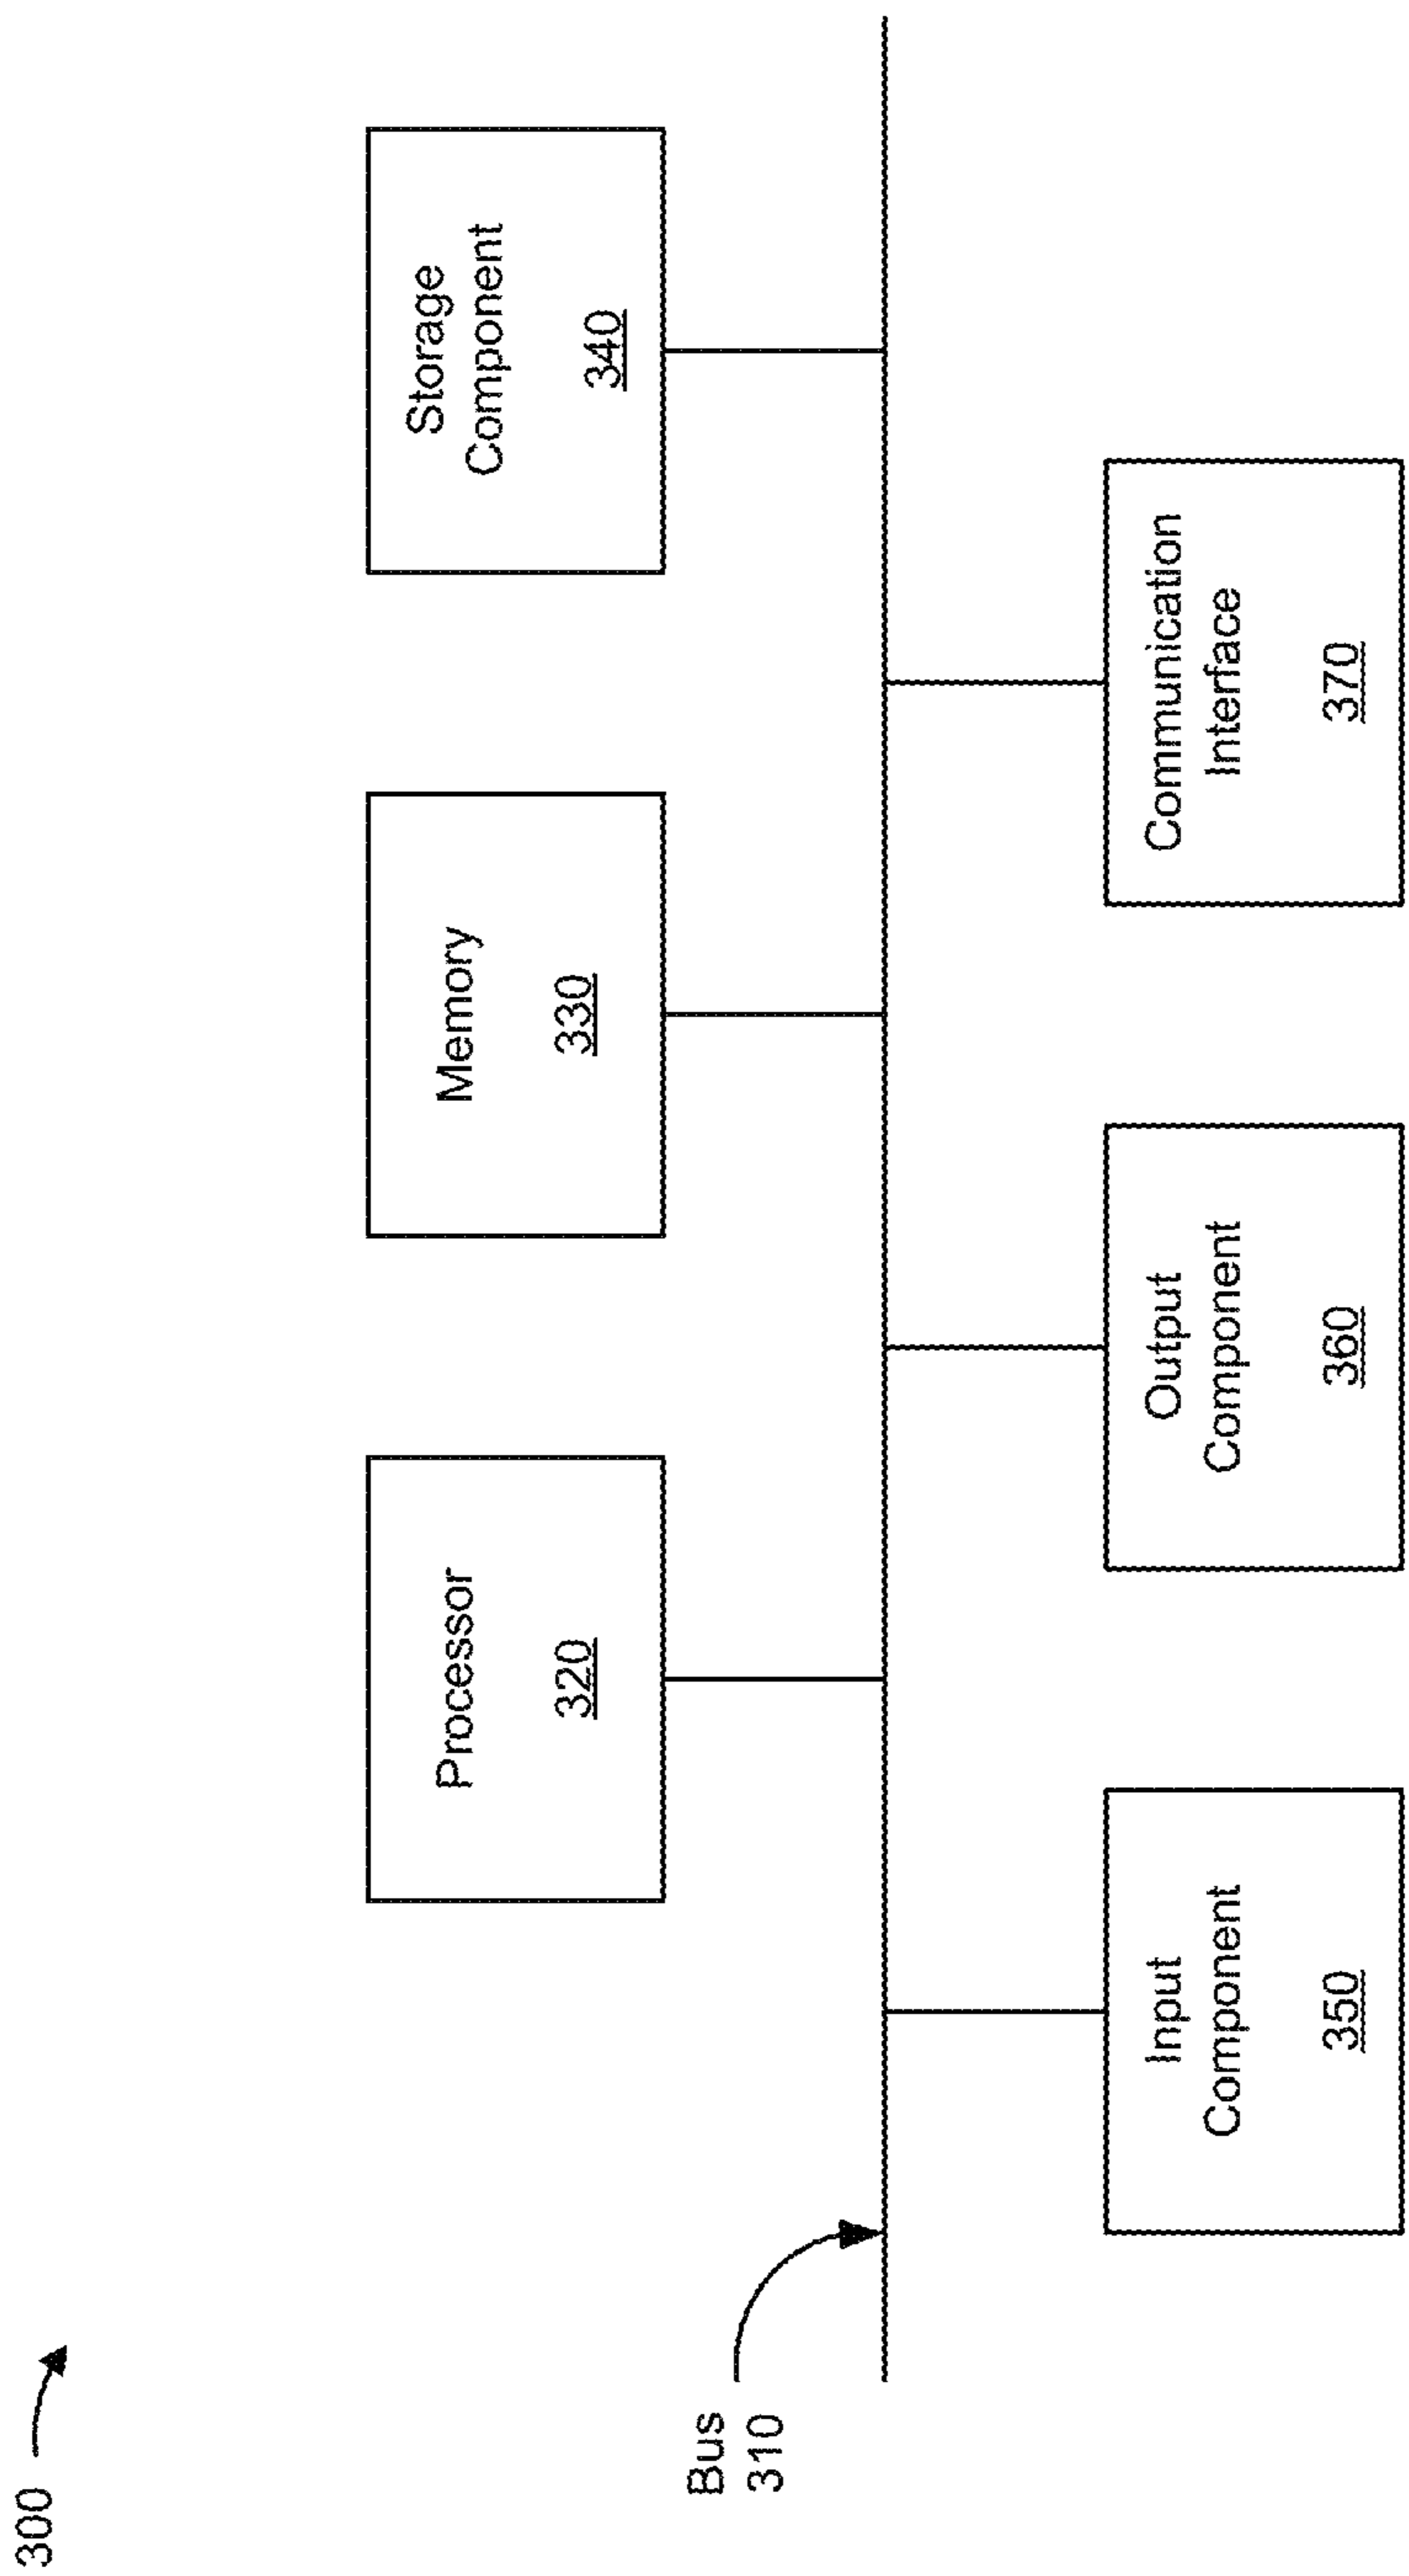 300
Processor
320
Memory
330
Storage
Component
340
Bus
310
Input
Component
350
Output
Component
360
Communication
Interface
370